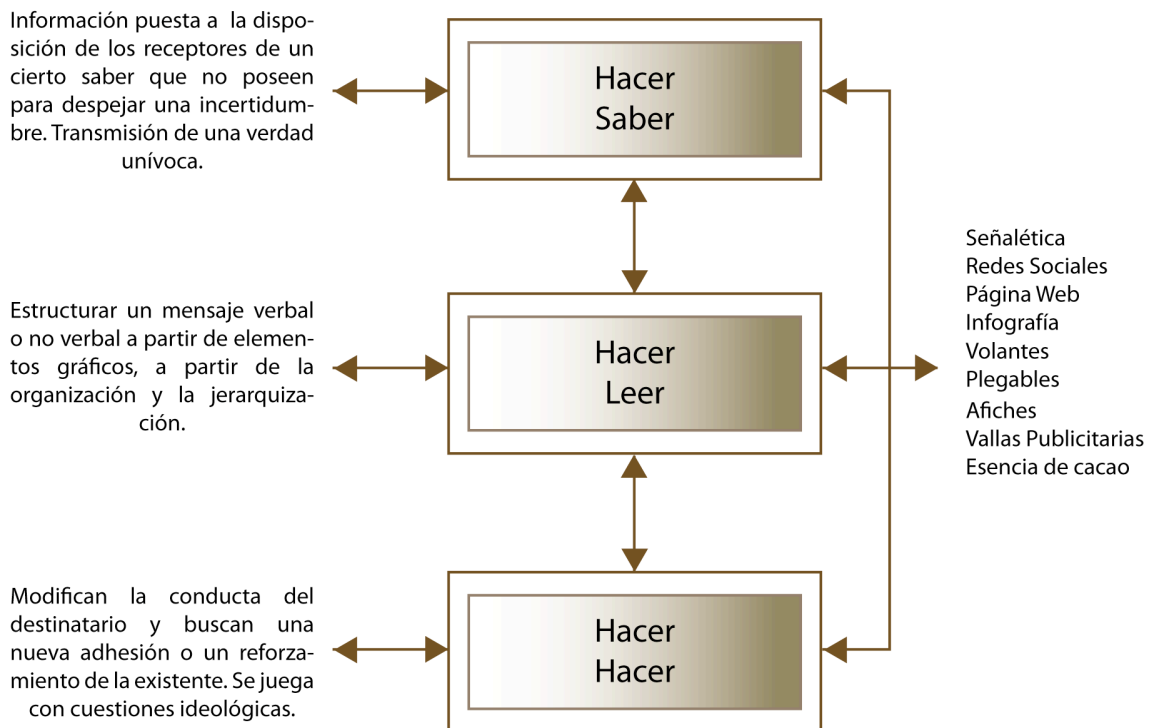 Información puesta a la dispo-
sición de los receptores de un
cierto saber que no poseen
para despejar una incertidum-
bre. Transmisión de una verdad
unívoca.
Hacer
Saber
Estructurar un mensaje verbal
o no verbal a partir de elemen-
tos gráficos, a partir de la
organización y la jerarquiza-
ción.
Hacer
Leer
Modifican la conducta del
destinatario y buscan una
nueva adhesión o un reforza-
miento de la existente. Se juega
con cuestiones ideológicas.
Hacer
Hacer
Señalética
Redes Sociales
Página Web
Infografía
Volantes
Plegables
Afiches
Vallas Publicitarias
Esencia de cacao